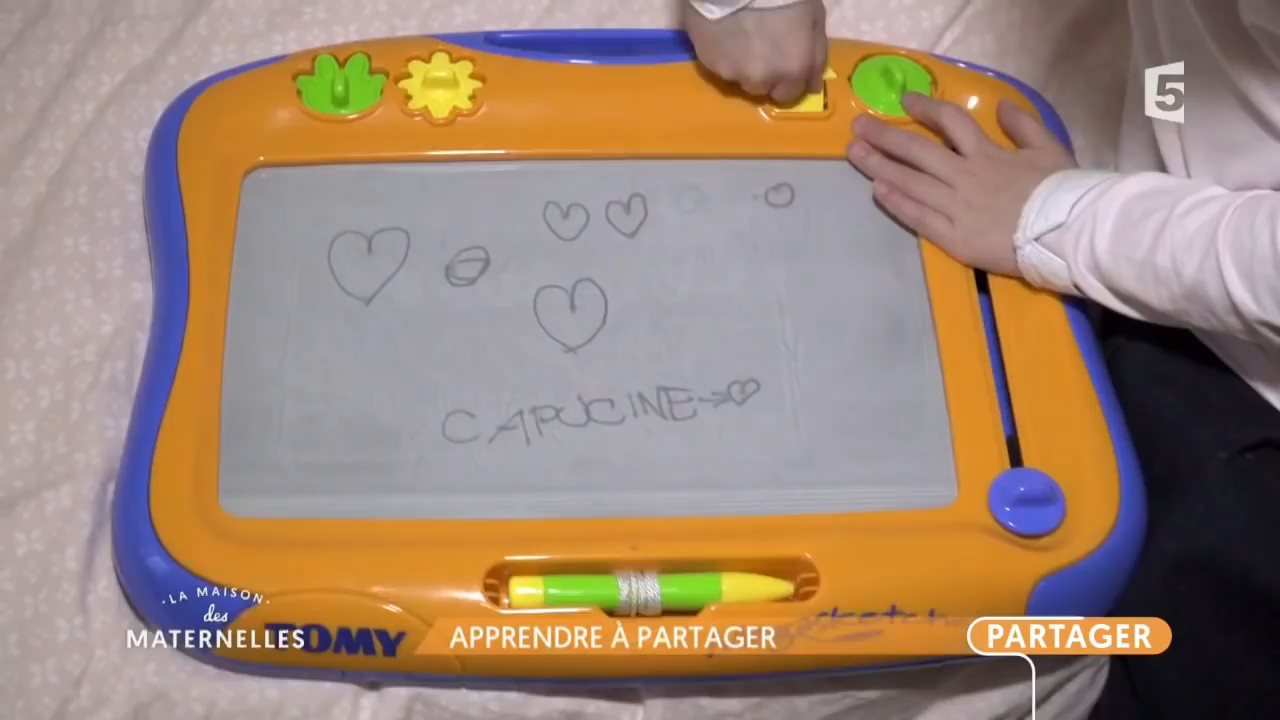 5
CAPUCINE
·LA MAISON·
des
MATERNELLES
TOMY
APPRENDRE À PARTAGER
PARTAGER